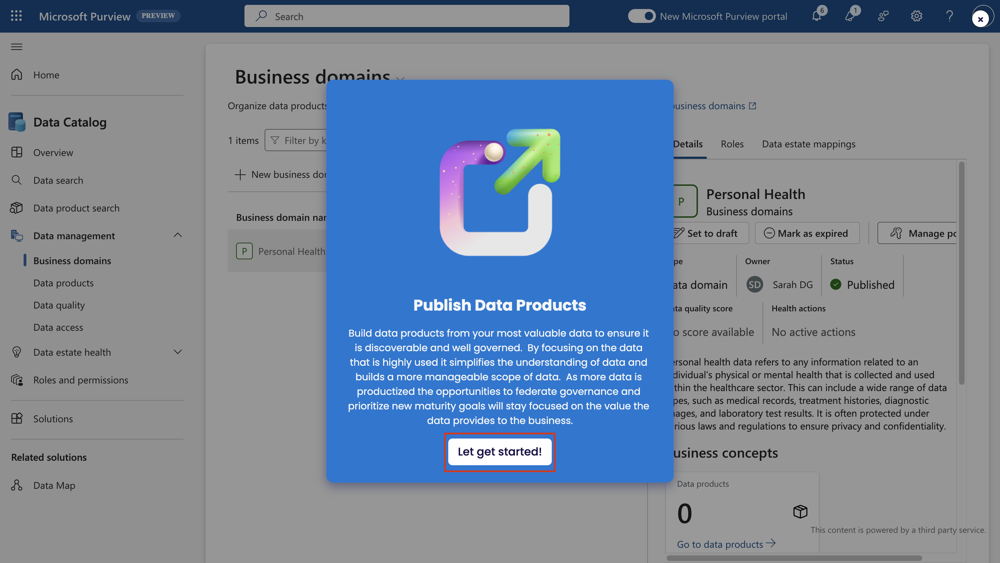 Microsoft Purview PREVIEW
Search
New Microsoft Purview portal
6
1
Home
Data Catalog
Overview
Data search
Data product search
Data management
Business domains
Data products
Data quality
Data access
Data estate health
Roles and permissions
Solutions
Related solutions
Data Map
Business domains
Organize data products
business domains
1 items
Filter by k
New business dor
Business domain nar
P Personal Health
Publish Data Products
Build data products from your most valuable data to ensure it
is discoverable and well governed.  By focusing on the data
that is highly used it simplifies the understanding of data and
builds a more manageable scope of data.  As more data is
productized the opportunities to federate governance and
prioritize new maturity goals will stay focused on the value the
data provides to the business.
Let get started!
Details Roles Data estate mappings
P
Personal Health
Business domains
Set to draft Mark as expired Manage po
pe Owner Status
ata domain SD Sarah DG Published
ta quality score Health actions
o score available No active actions
ersonal health data refers to any information related to an
dividual’s physical or mental health that is collected and used
thin the healthcare sector. This can include a wide range of data
pes, such as medical records, treatment histories, diagnostic
ages, and laboratory test results. It is often protected under
rious laws and regulations to ensure privacy and confidentiality.
usiness concepts
Data products
0
This content is powered by a third party service.
Go to data products